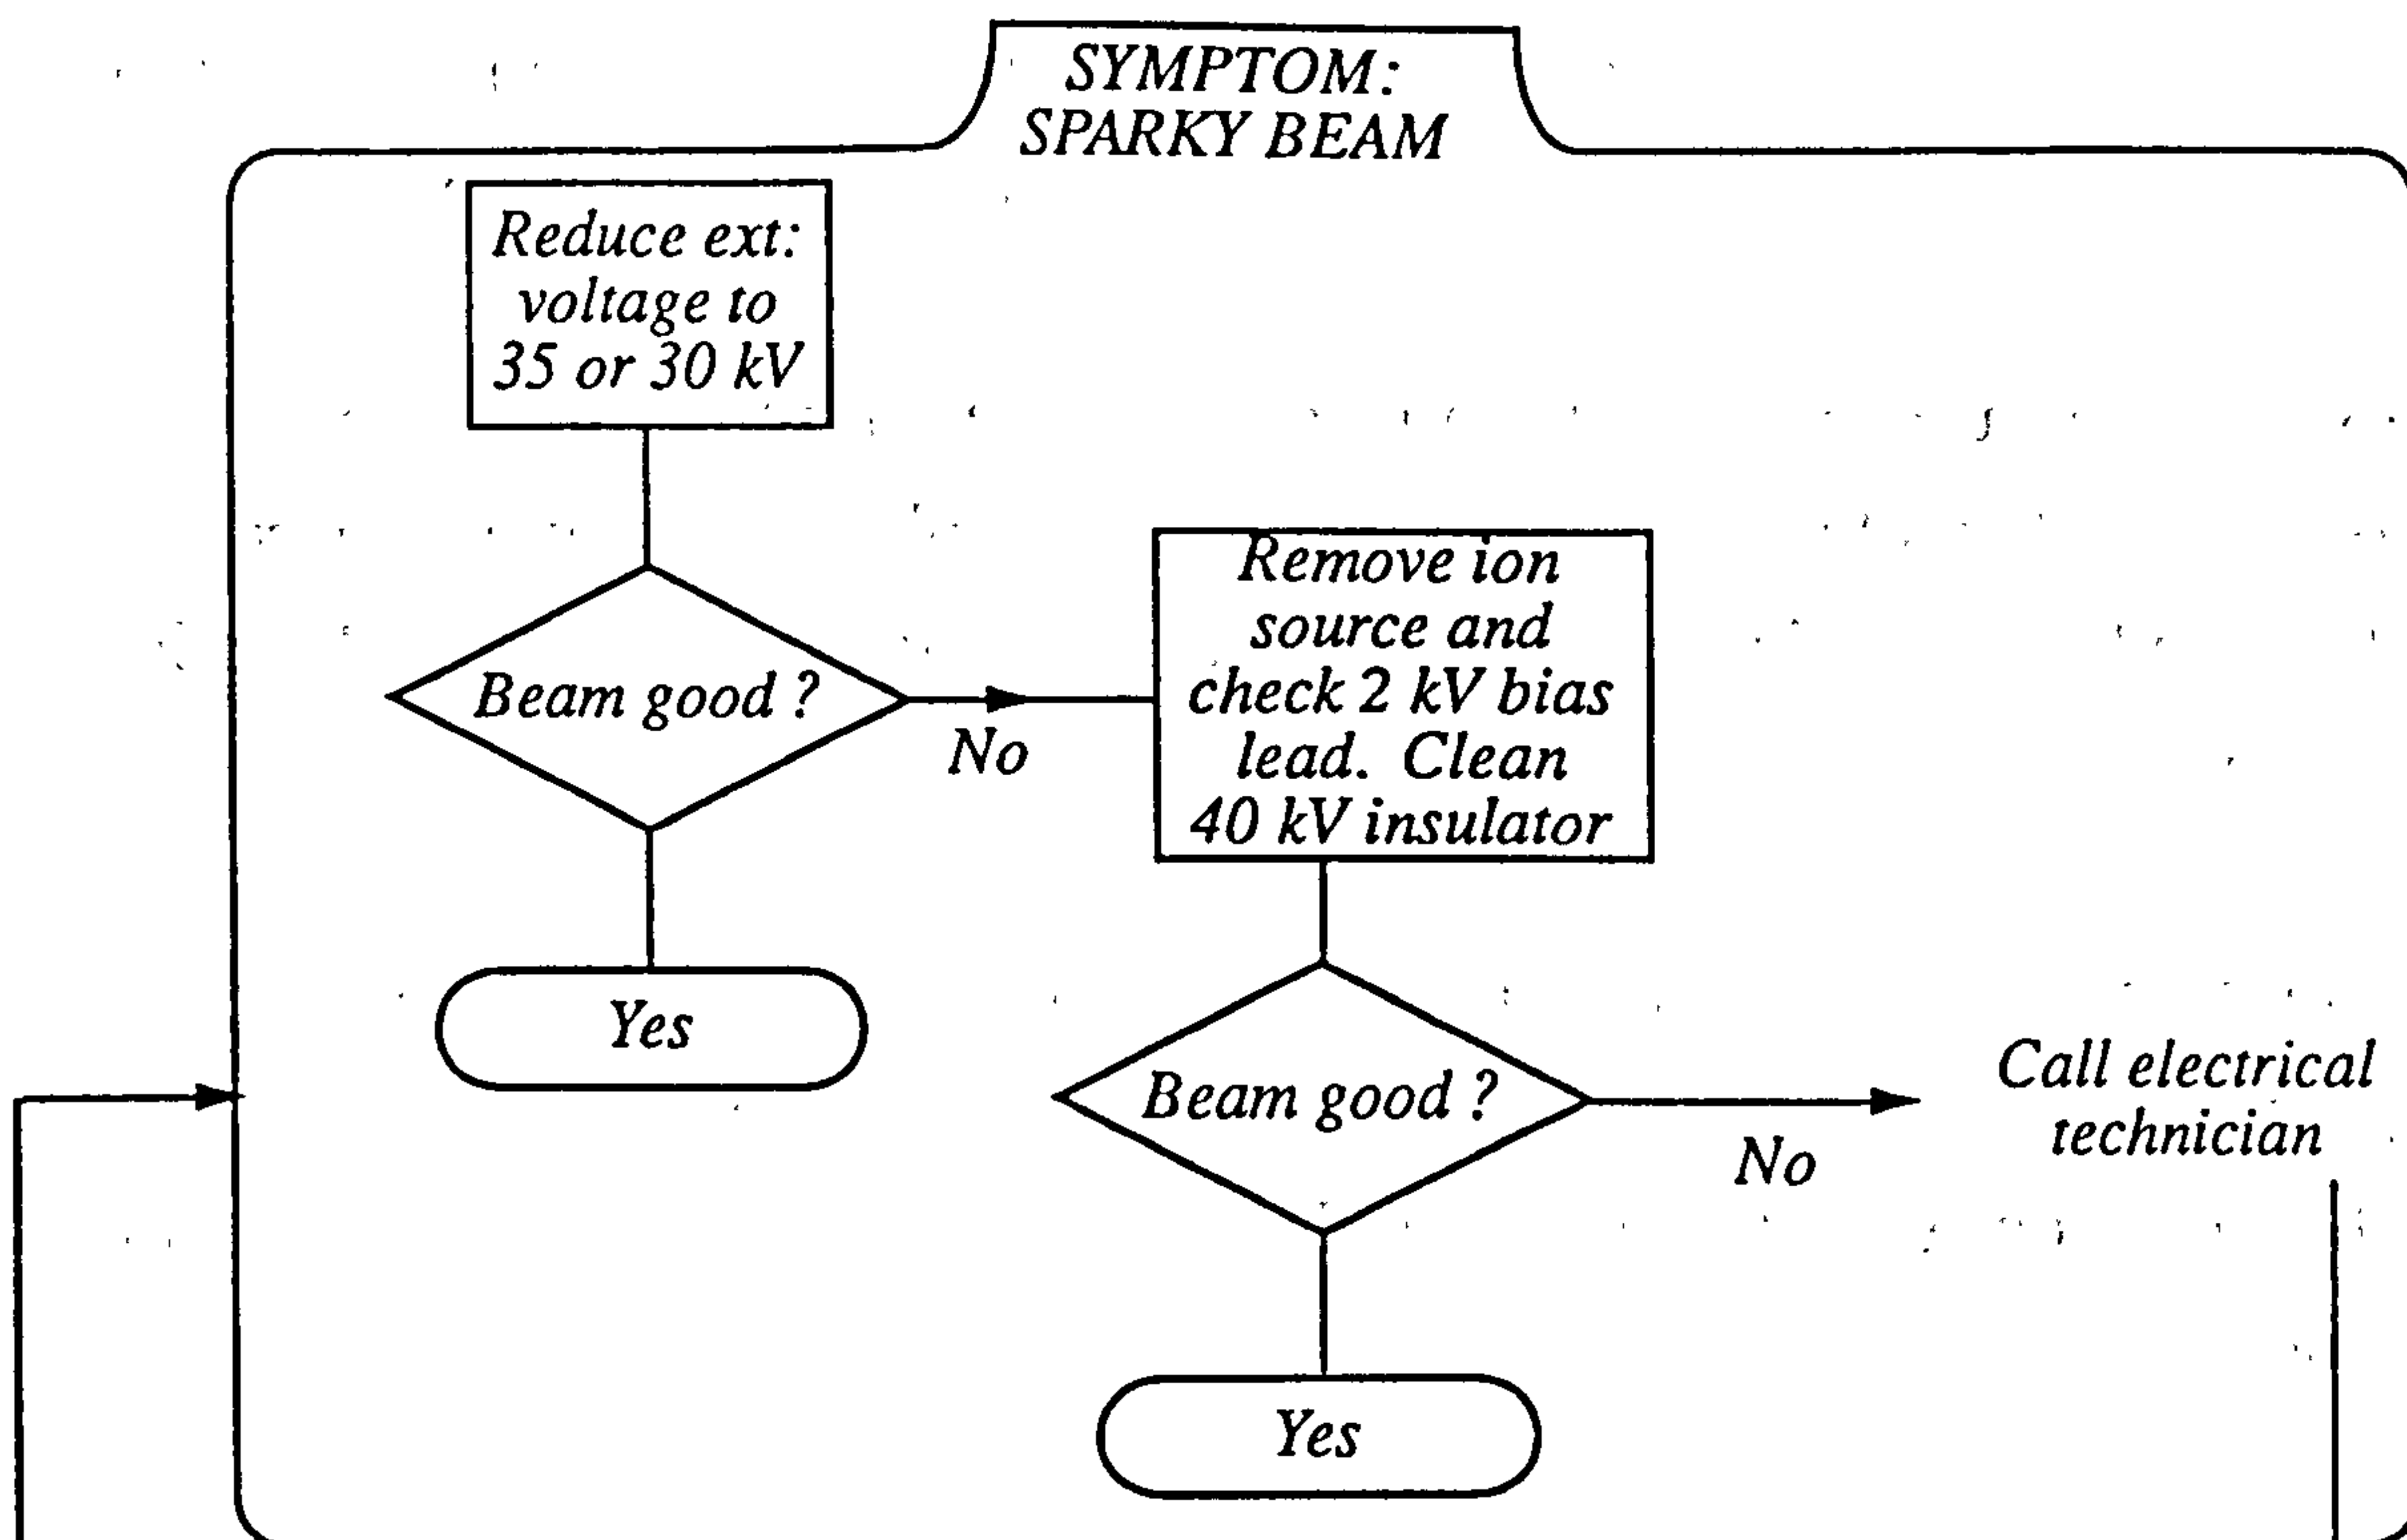 SYMPTOM:
SPARKY BEAM
Reduce ext:
voltage to
35 or 30 kV
Beam good ?
No
Remove ion
source and
check 2 kV bias
lead. Clean
40 kV insulator
Yes
Beam good ?
No
Call electrical
technician
Yes